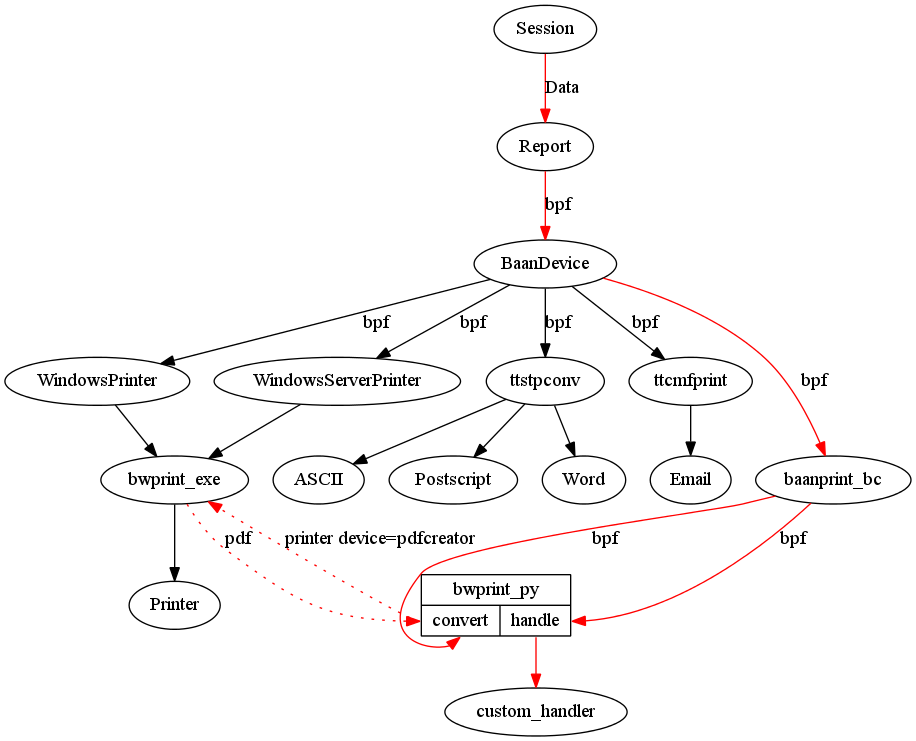 Session
Data
Report
bpf
BaanDevice
bpf
bpf
bpf
bpf
bpf
WindowsPrinter
WindowsServerPrinter
ttstpconv
ttcmfprint
bwprint_exe
ASCII
Postscript
Word
Email
baanprint_bc
pdf
printer device=pdfcreator
bpf
bpf
Printer
bwprint_py
convert
handle
custom_handler